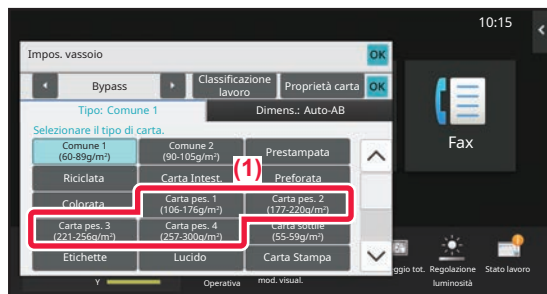 10:15
Impos. vassoio
OK
Bypass
Classificazione
lavoro
Proprietà carta
OK
Tipo: Comune 1
Dimens.: Auto-AB
Selezionare il tipo di carta.
Comune 1
(60-89g/m²)
Comune 2
(90-105g/m²)
Prestampata
Riciclata
Carta Intest.
Preforata
(1)
Colorata
Carta pes. 1
(106-176g/m²)
Carta pes. 2
(177-220g/m²)
Carta pes. 3
(221-256g/m²)
Carta pes. 4
(257-300g/m²)
Carta sottile
(55-59g/m²)
Etichette
Lucido
Carta Stampa
Fax
Y
Operativa
mod. visual.
ggio tot.
Regolazione
luminosità
Stato lavoro